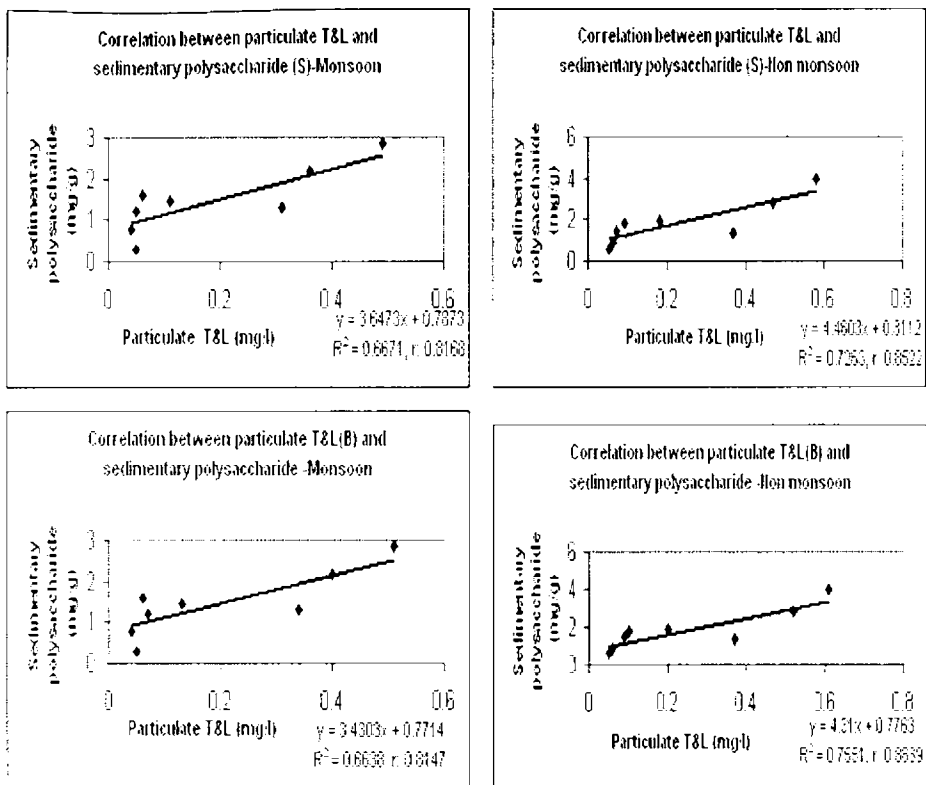 Correlation between particulate T&L and
sedimentary polysaccharide (S)-Monsoon
Sedimentary
polysaccharide
(mg/g)
3
2
1
0
0 0.2 0.4 0.6
Particulate T&L (mg/l)
y = 3.6473x + 0.7873
R² = 0.6671, r: 0.8168
Correlation between particulate T&L and
sedimentary polysaccharide (S)-Non monsoon
Sedimentary
polysaccharide
(mg/g)
6
4
2
0
0 0.2 0.4 0.6 0.8
Particulate T&L (mg/l)
y = 4.4603x + 0.8112
R² = 0.7263, r: 0.8522
Correlation between particulate T&L(B) and
sedimentary polysaccharide -Monsoon
Sedimentary
polysaccharide
(mg/g)
3
2
1
0
0 0.2 0.4 0.6
Particulate T&L (mg/l)
y = 3.4303x + 0.7714
R² = 0.6638, r: 0.8147
Correlation between particulate T&L(B) and
sedimentary polysaccharide -Non monsoon
Sedimentary
polysaccharide
(mg/g)
6
4
2
0
0 0.2 0.4 0.6 0.8
Particulate T&L (mg/l)
y = 4.31x + 0.7763